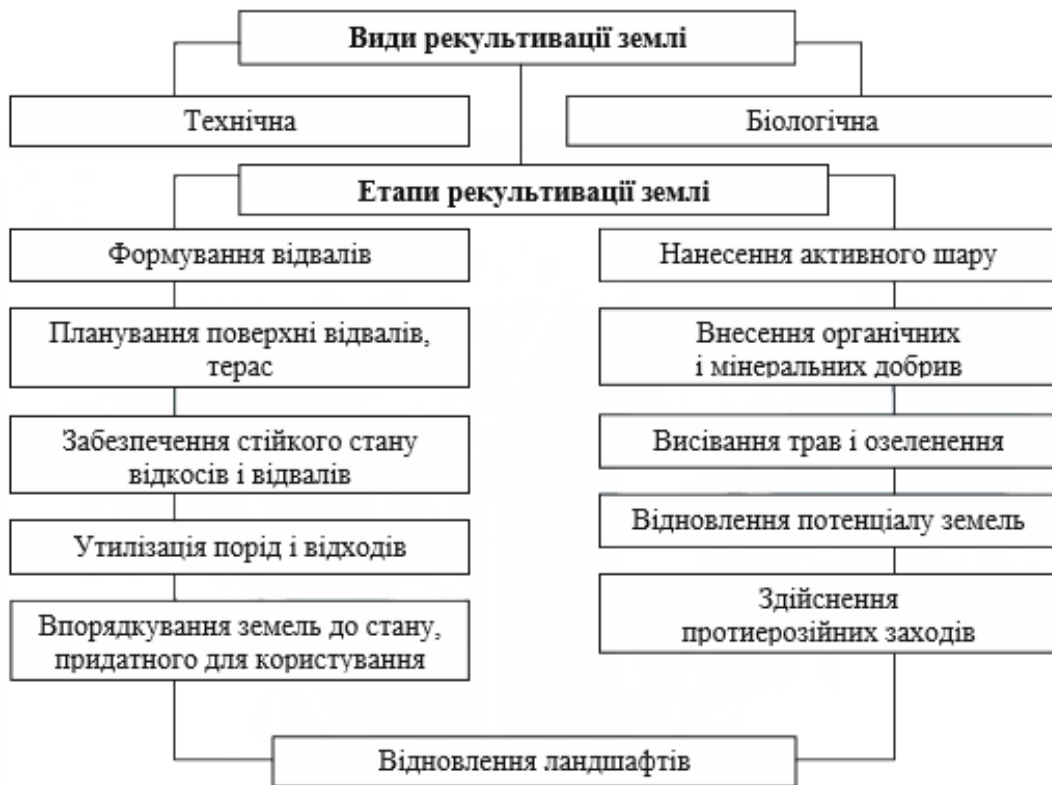 Види рекультивації землі
Технічна
Біологічна
Етапи рекультивації землі
Формування відвалів
Планування поверхні відвалів,
терас
Забезпечення стійкого стану
відкосів і відвалів
Утилізація порід і відходів
Впорядкування земель до стану,
придатного для користування
Нанесення активного шару
Внесення органічних
і мінеральних добрив
Висівання трав і озеленення
Відновлення потенціалу земель
Здійснення
протиерозійних заходів
Відновлення ландшафтів